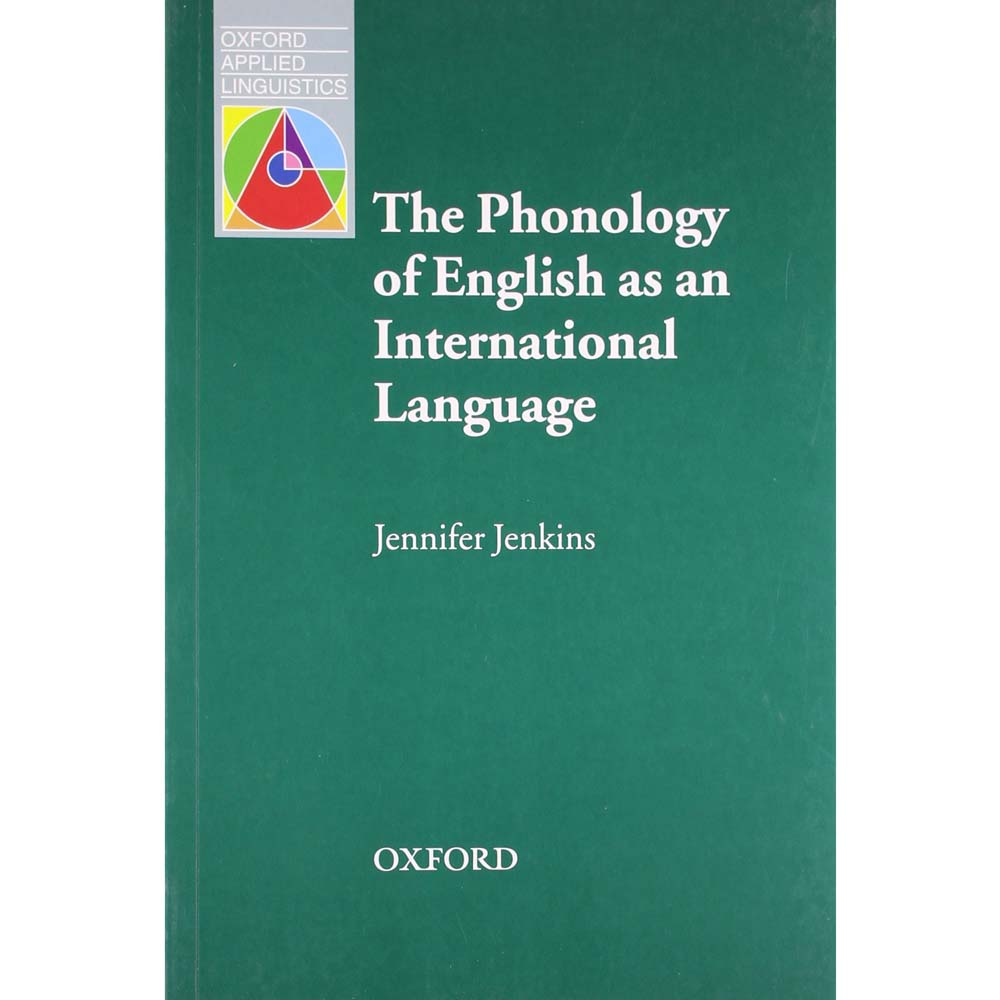 OXFORD
APPLIED
LINGUISTICS
The Phonology
of English as an
International
Language
Jennifer Jenkins
OXFORD